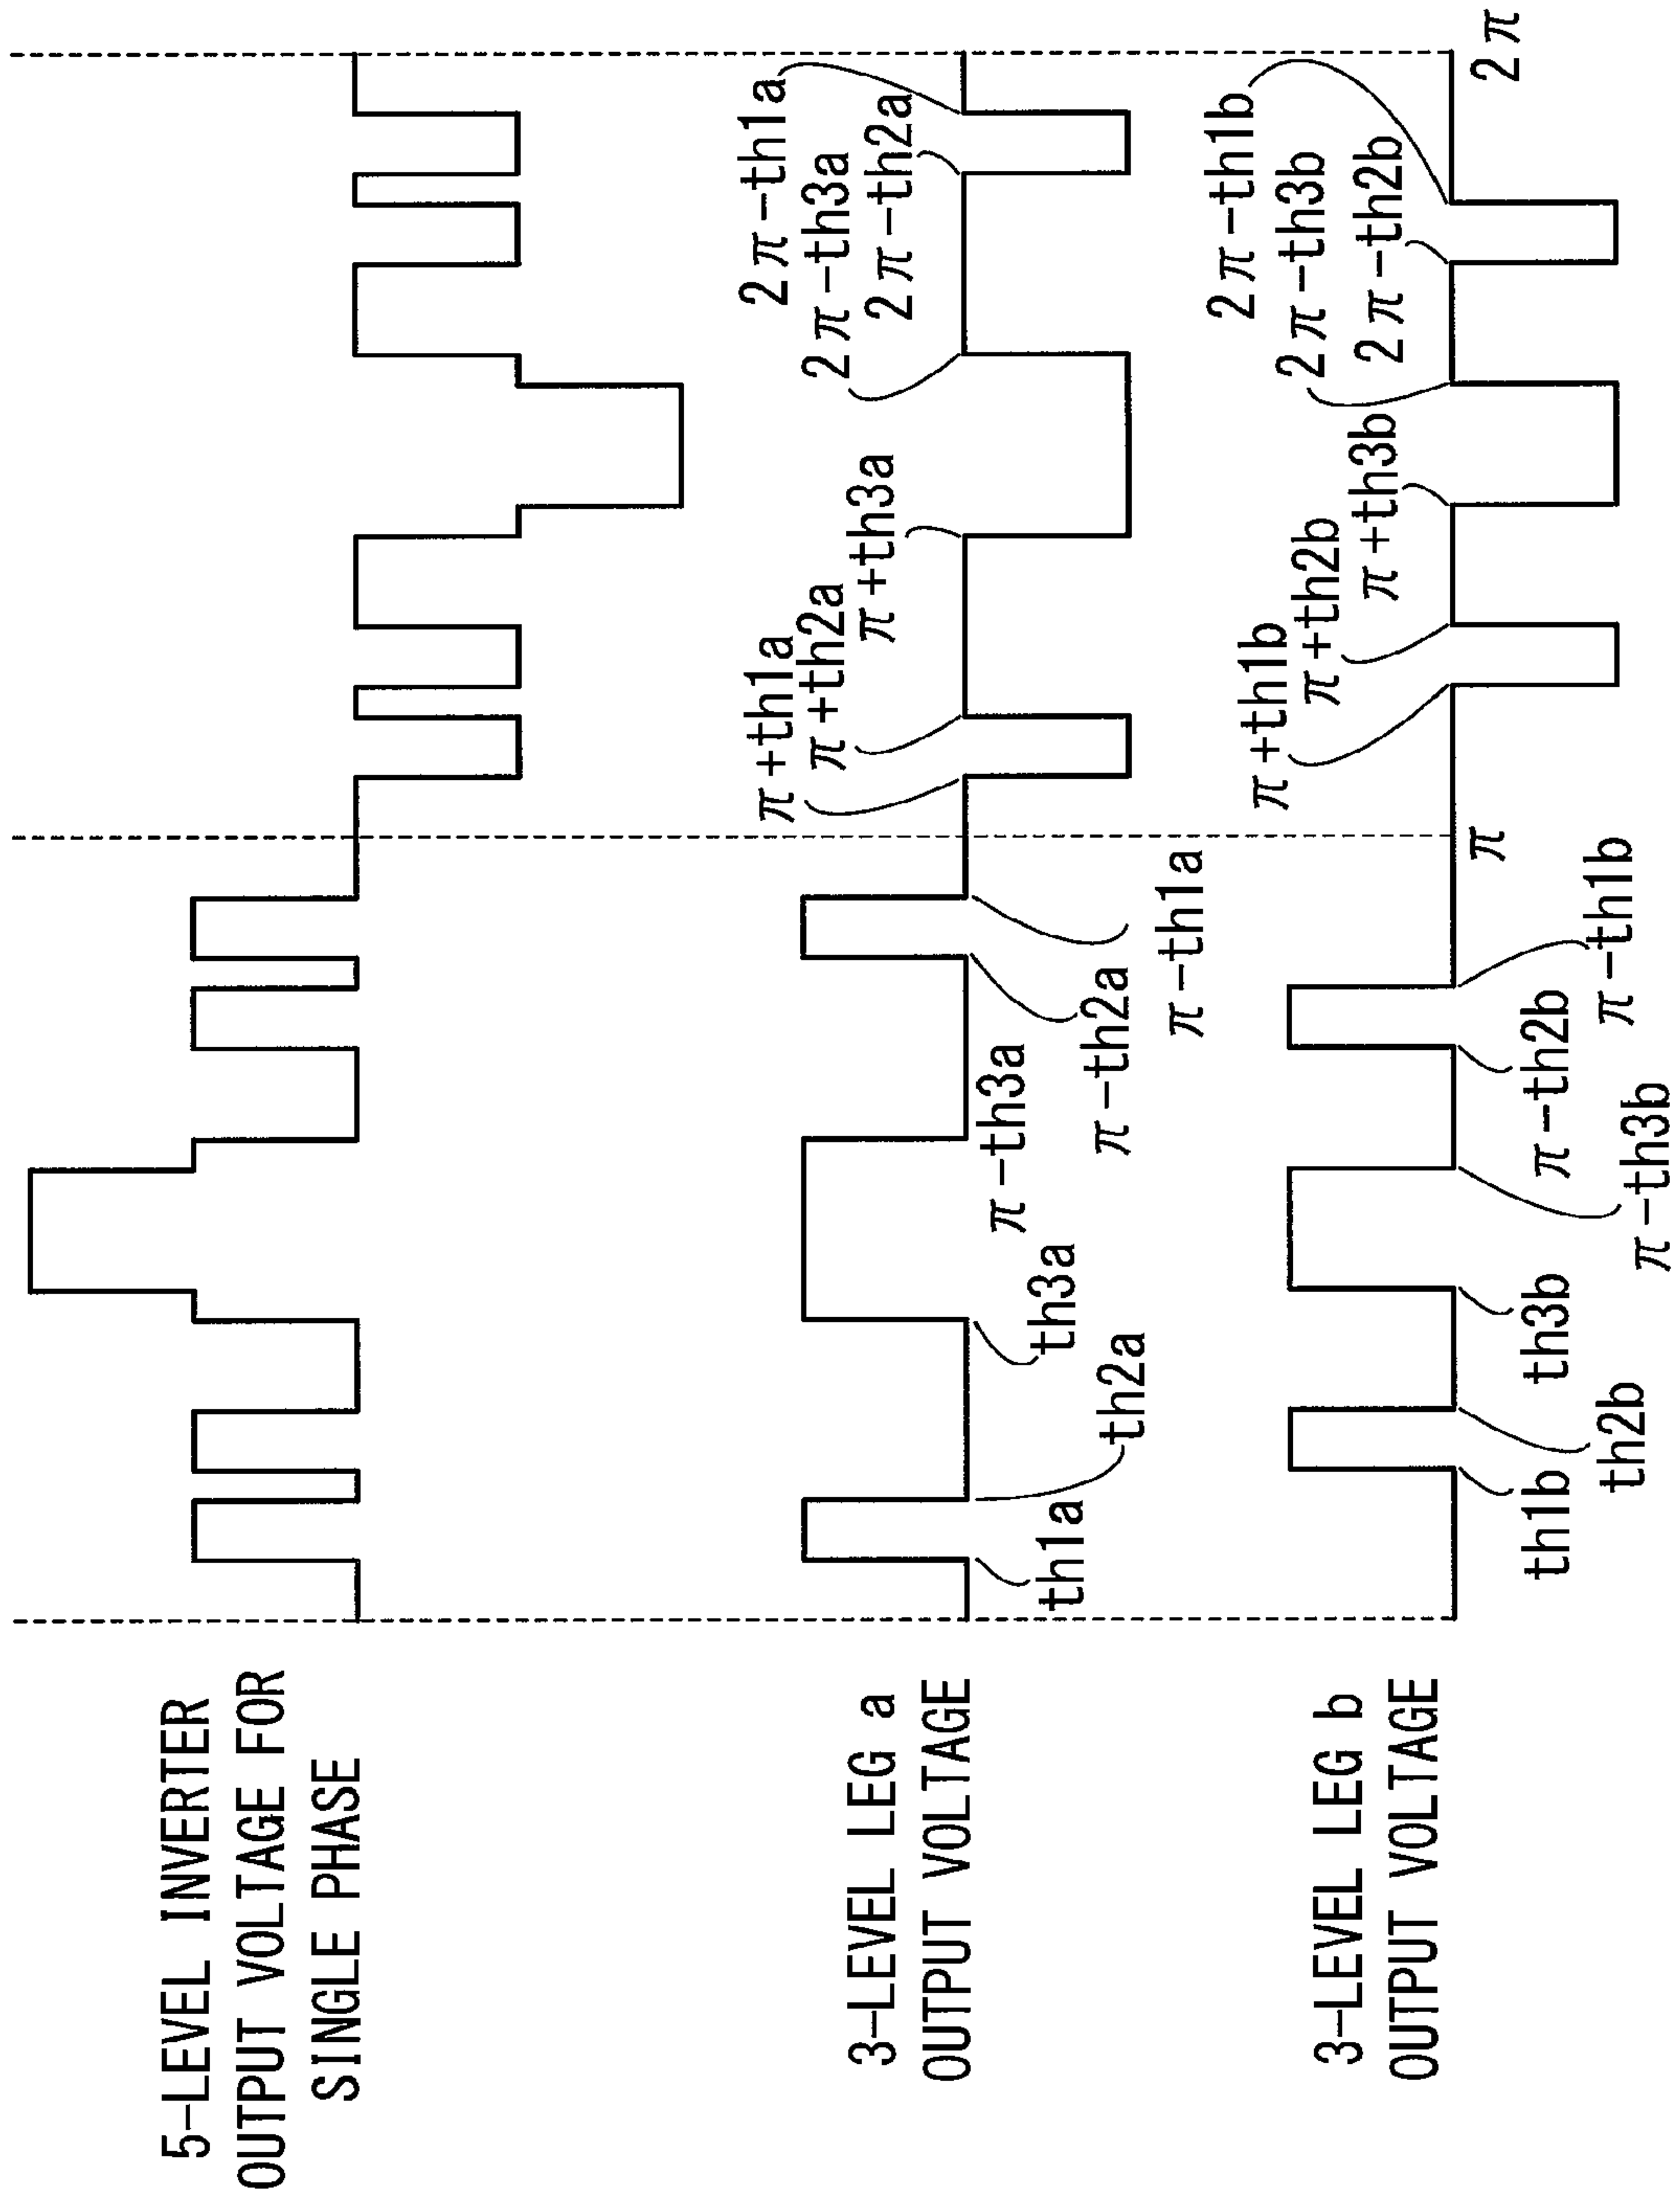 5-LEVEL INVERTER
OUTPUT VOLTAGE FOR
SINGLE PHASE
3-LEVEL LEG a
OUTPUT VOLTAGE
th1a
th2a
th3a
π-th3a
π-th2a
π-th1a
π+th1a
π+th2a
π+th3a
2π-th1a
2π-th3a
2π-th2a
3-LEVEL LEG b
OUTPUT VOLTAGE
th1b
th2b
th3b
π-th3b
π-th2b
π-th1b
π
π+th1b
π+th2b
π+th3b
2π-th1b
2π-th3b
2π-th2b
2π